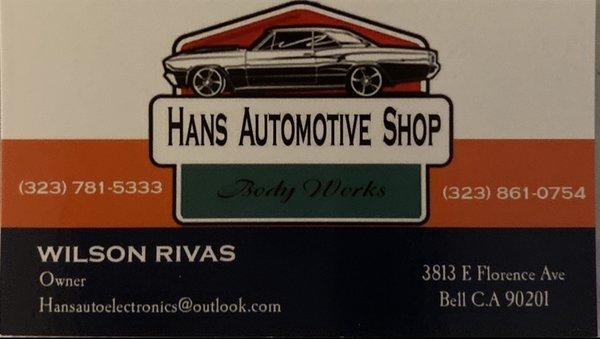 HANS AUTOMOTIVE SHOP
Body Works
(323) 781-5333
(323) 861-0754
WILSON RIVAS
Owner
Hansautoelectronics@outlook.com
3813 E Florence Ave
Bell C.A 90201